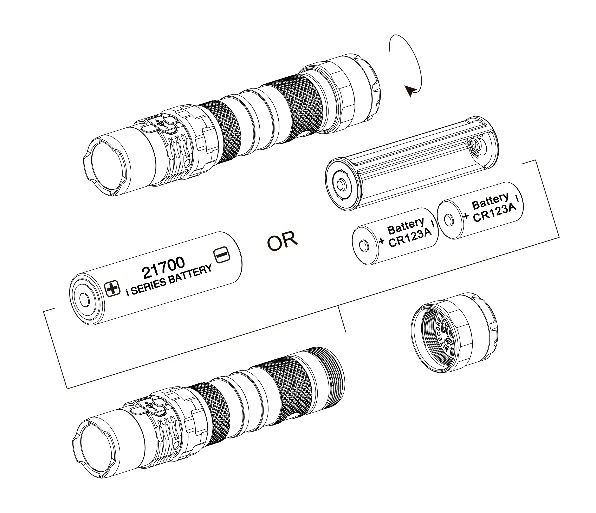 + Battery −
CR123A
+ Battery −
CR123A
OR
+ 21700 −
i SERIES BATTERY